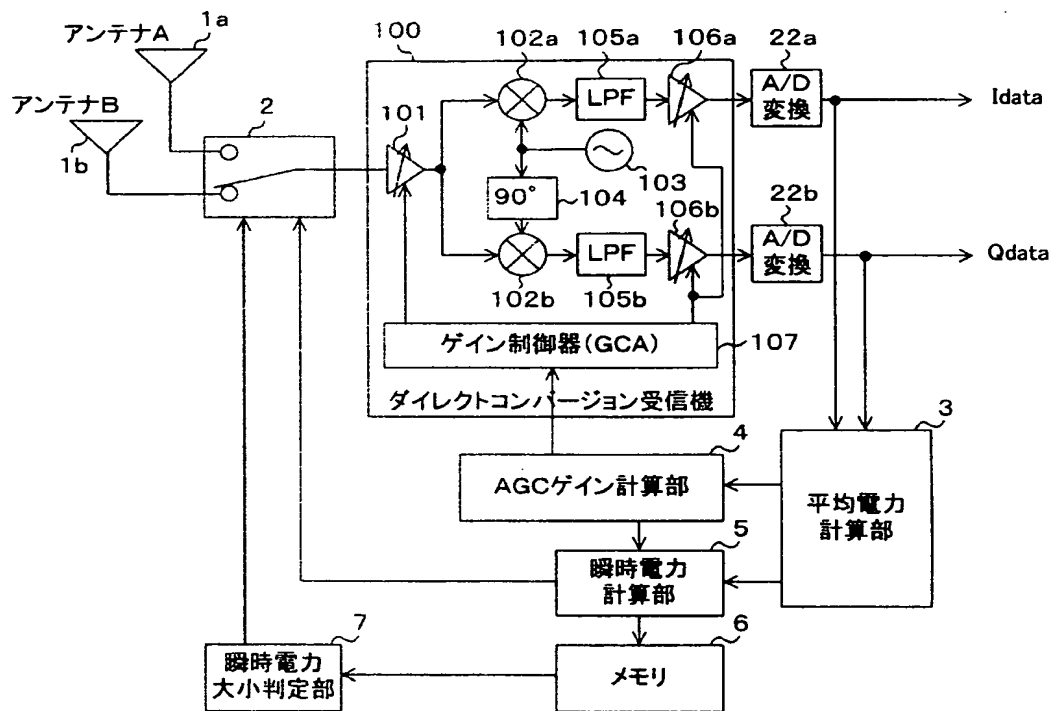 アンテナA
1a
アンテナB
1b
2
100
101
102a
105a
LPF
106a
22a
A/D
変換
Idata
103
90°
104
102b
LPF
105b
106b
22b
A/D
変換
Qdata
ゲイン制御器(GCA)
107
ダイレクトコンバージョン受信機
3
平均電力
計算部
4
AGCゲイン計算部
5
瞬時電力
計算部
6
メモリ
7
瞬時電力
大小判定部